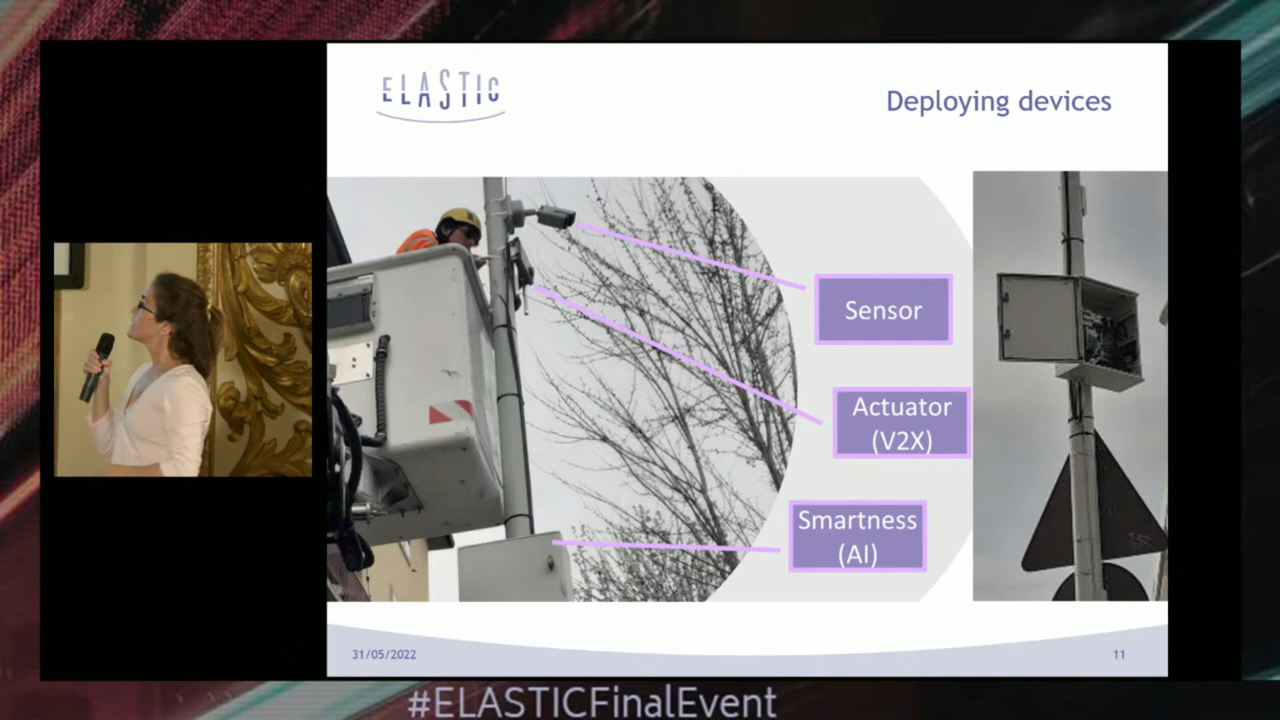 ELASTIC
Deploying devices
Sensor
Actuator
(V2X)
Smartness
(AI)
31/05/2022
11
#ELASTICFinalEvent